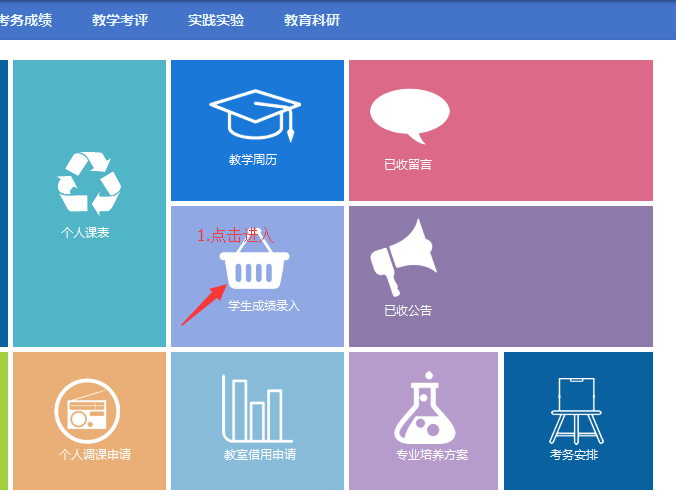 考务成绩 教学考评 实践实验 教育科研
教学周历
已收留言
个人课表
1.点击进入
学生成绩录入
已收公告
个人调课申请
教室借用申请
专业培养方案
考务安排